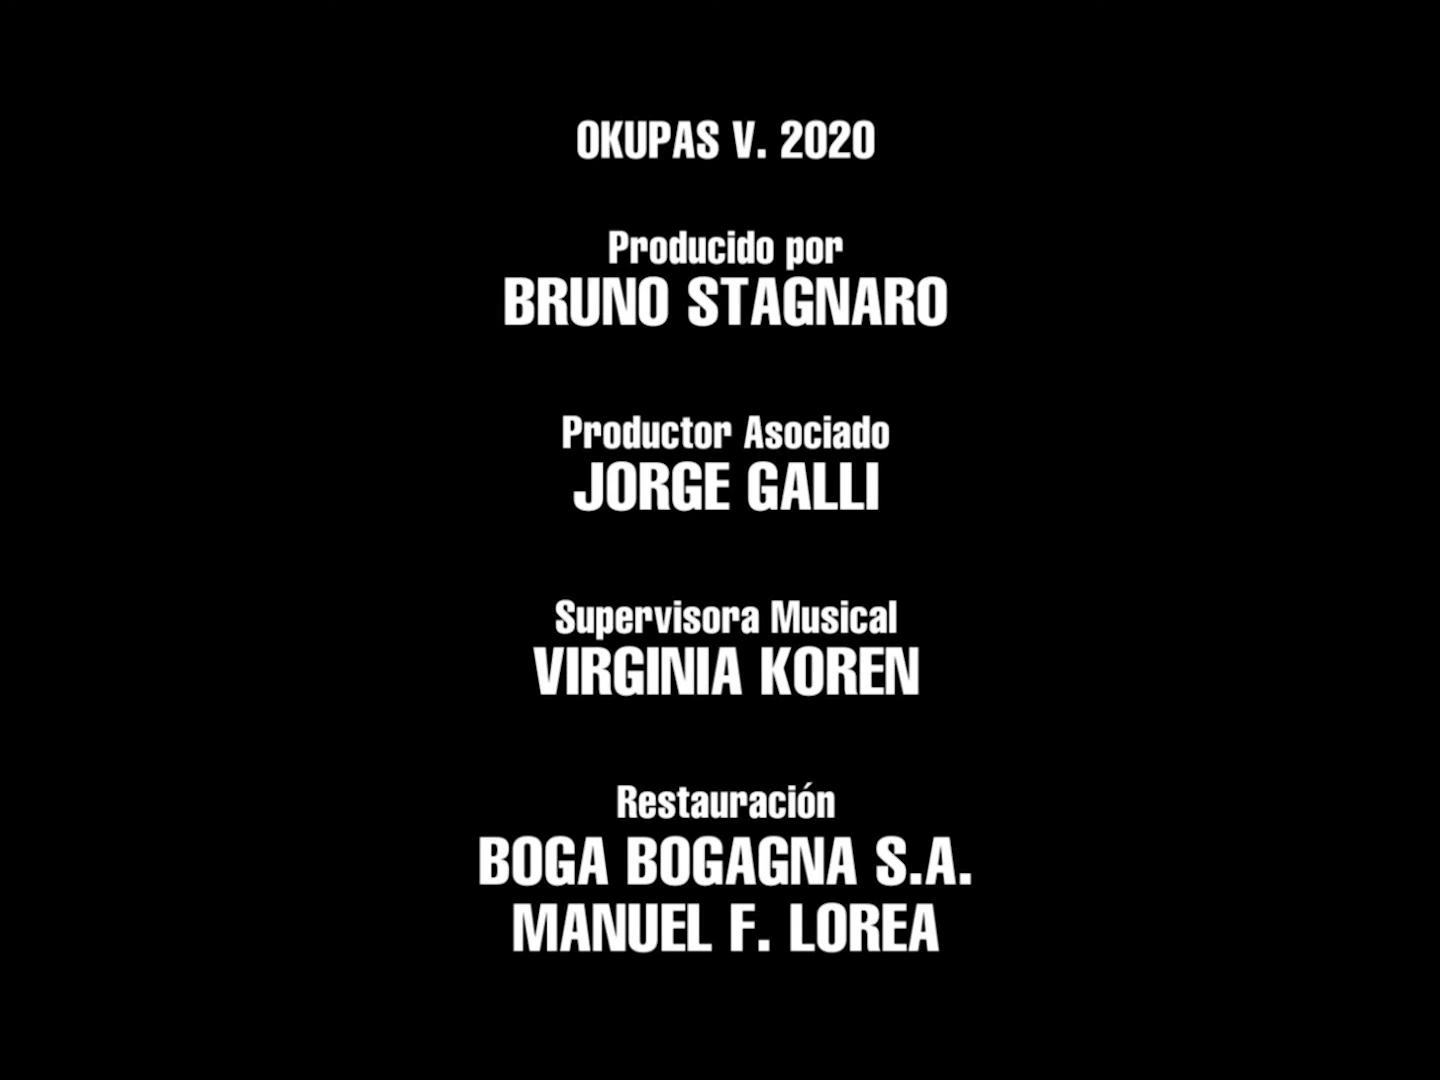 OKUPAS V. 2020
Producido por
BRUNO STAGNARO
Productor Asociado
JORGE GALLI
Supervisora Musical
VIRGINIA KOREN
Restauración
BOGA BOGAGNA S.A.
MANUEL F. LOREA